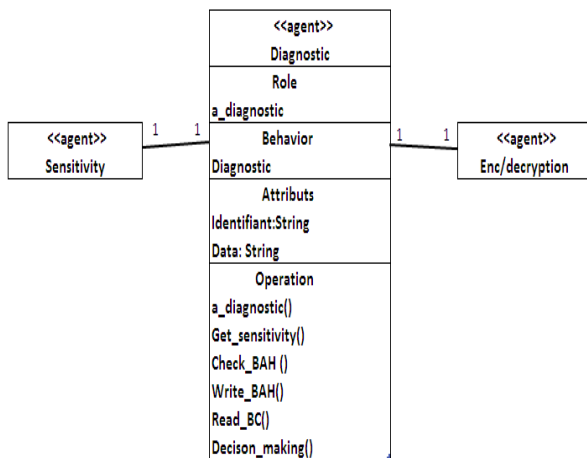 <<agent>>
Diagnostic
Role
a_diagnostic
<<agent>>
Sensitivity
1 1
Behavior
Diagnostic
1 1
<<agent>>
Enc/decryption
Attributs
Identifiant:String
Data: String
Operation
a_diagnostic()
Get_sensitivity()
Check_BAH ()
Write_BAH()
Read_BC()
Decison_making()